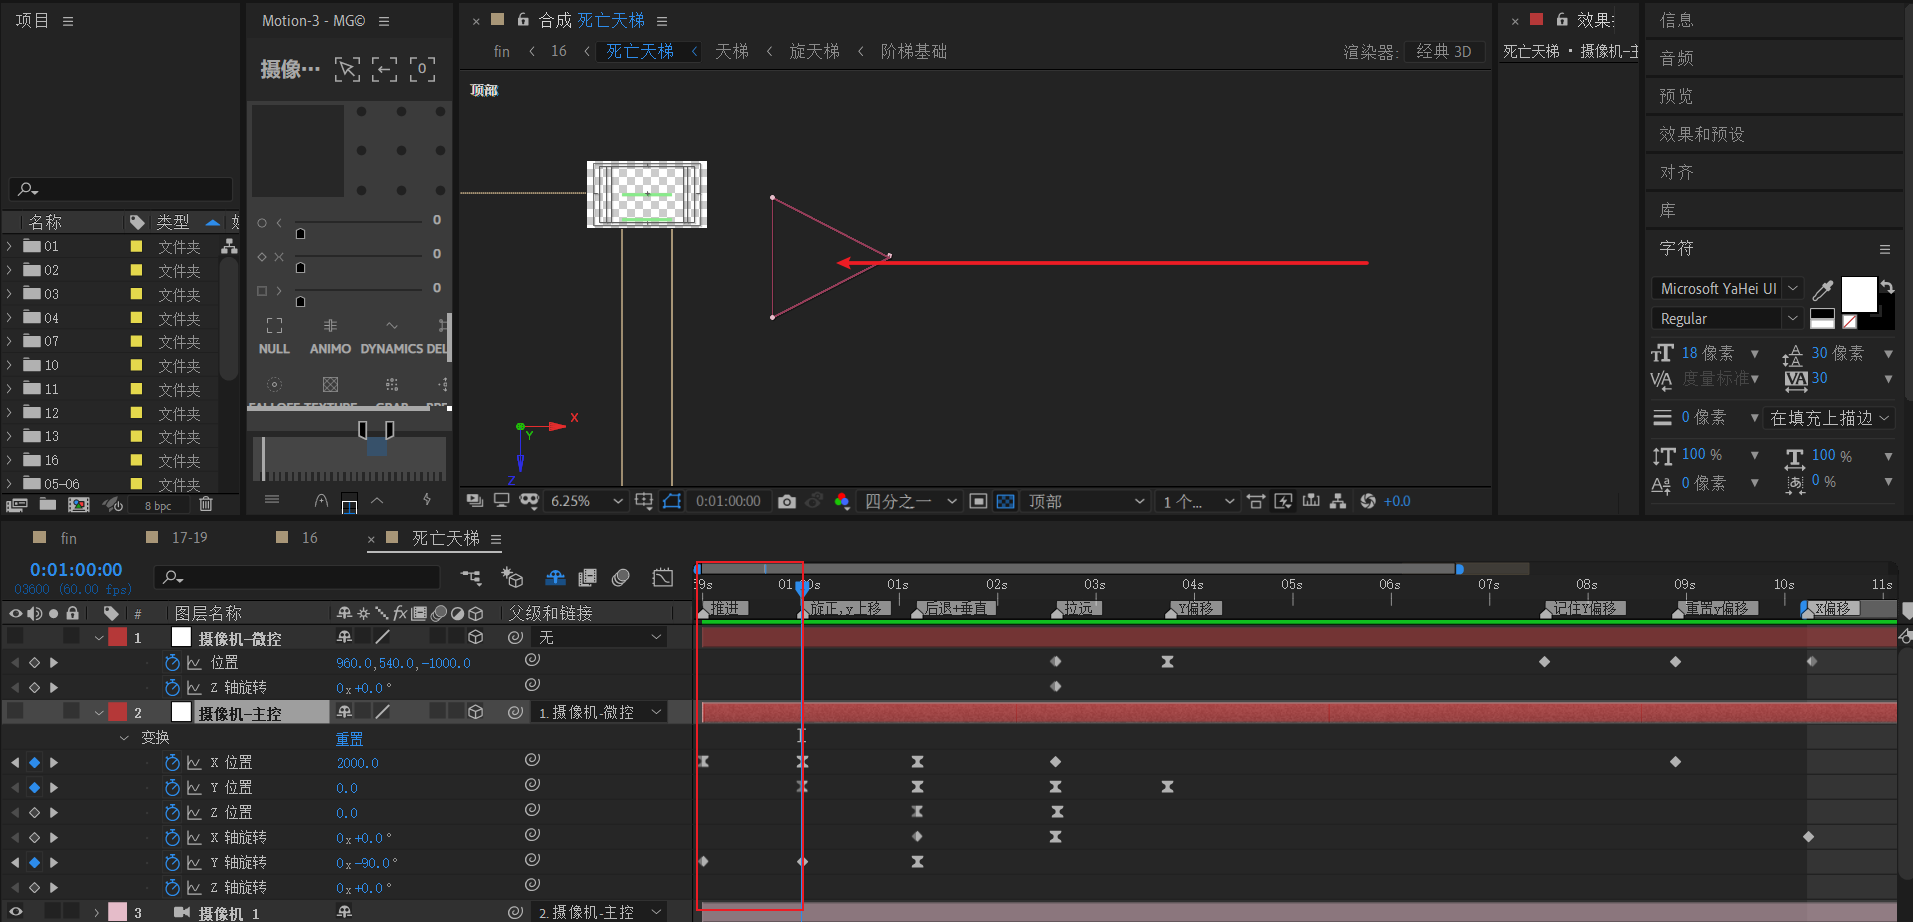 项目
Motion-3 - MG©
合成 死亡天梯
效果:
信息
fin ‹ 16 ‹ 死亡天梯 ‹ 天梯 ‹ 旋天梯 ‹ 阶梯基础
渲染器: 经典 3D
死亡天梯・摄像机-主
音频
摄像…
顶部
预览
效果和预设
对齐
库
字符
名称 类型
01 文件夹
02 文件夹
03 文件夹
04 文件夹
07 文件夹
10 文件夹
11 文件夹
12 文件夹
13 文件夹
16 文件夹
05-06 文件夹
8 bpc
0
0
0
NULL ANIMO DYNAMICS DEL
X
Y
Z
6.25% 0:01:00:00 四分之一 顶部 1 个... +0.0
Microsoft YaHei UI
Regular
18 像素 30 像素
度量标准 30
0 像素 在填充上描边
100 % 100 %
0 像素 0 %
fin 17-19 16 死亡天梯
0:01:00:00
03600 (60.00 fps)
01s 02s 03s 04s 05s 06s 07s 08s 09s 10s 11s
推进 旋正,y上移 后退+垂直 拉远 Y偏移 记住Y偏移 重置y偏移 X偏移
# 图层名称 父级和链接
1 摄像机-微控 无
位置 960.0,540.0,-1000.0
Z 轴旋转 0x+0.0°
2 摄像机-主控 1.摄像机-微控
变换 重置
X 位置 2000.0
Y 位置 0.0
Z 位置 0.0
X 轴旋转 0x+0.0°
Y 轴旋转 0x-90.0°
Z 轴旋转 0x+0.0°
3 摄像机 1 2.摄像机-主控